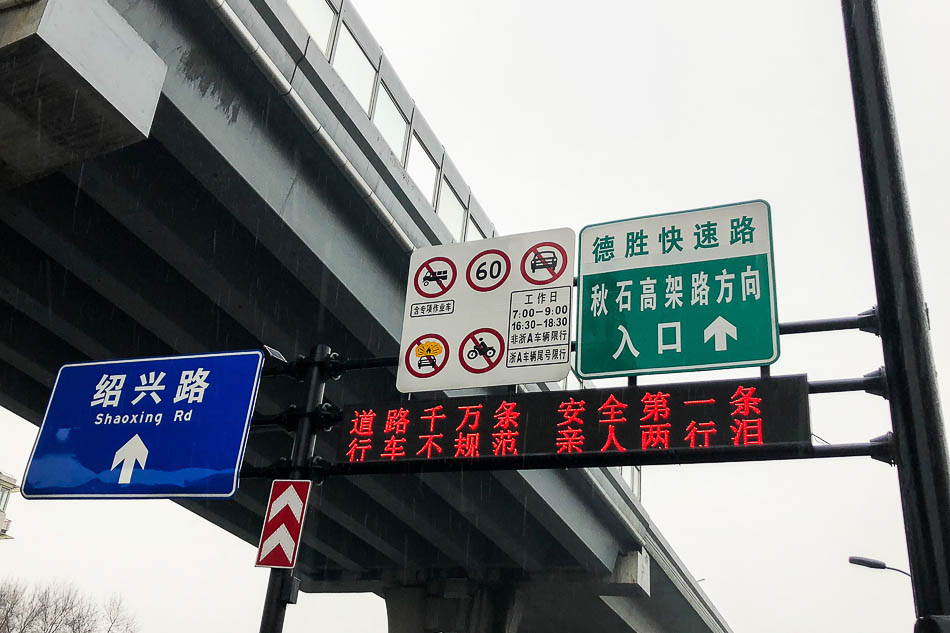 德胜快速路
秋石高架路方向
入口
60
含专项作业车
工作日
7:00-9:00
16:30-18:30
非浙A车辆限行
浙A车辆尾号限行
绍兴路
Shaoxing Rd
道路千万条 安全第一条
行车不规范 亲人两行泪